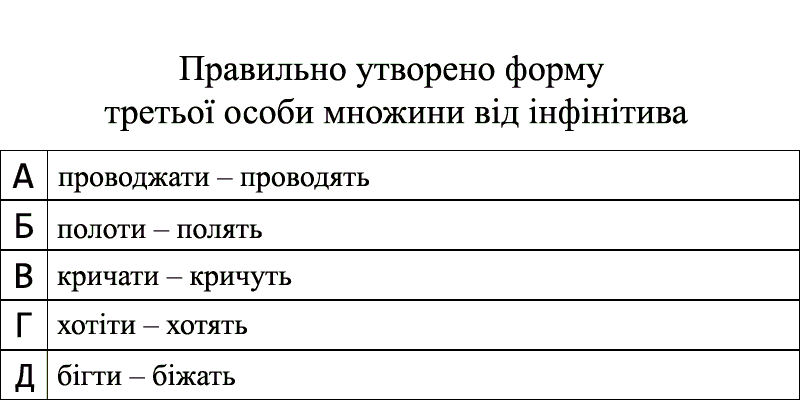 Правильно утворено форму
третьої особи множини від інфінітива
А проводжати – проводять
Б полоти – полять
В кричати – кричуть
Г хотіти – хотять
Д бігти – біжать